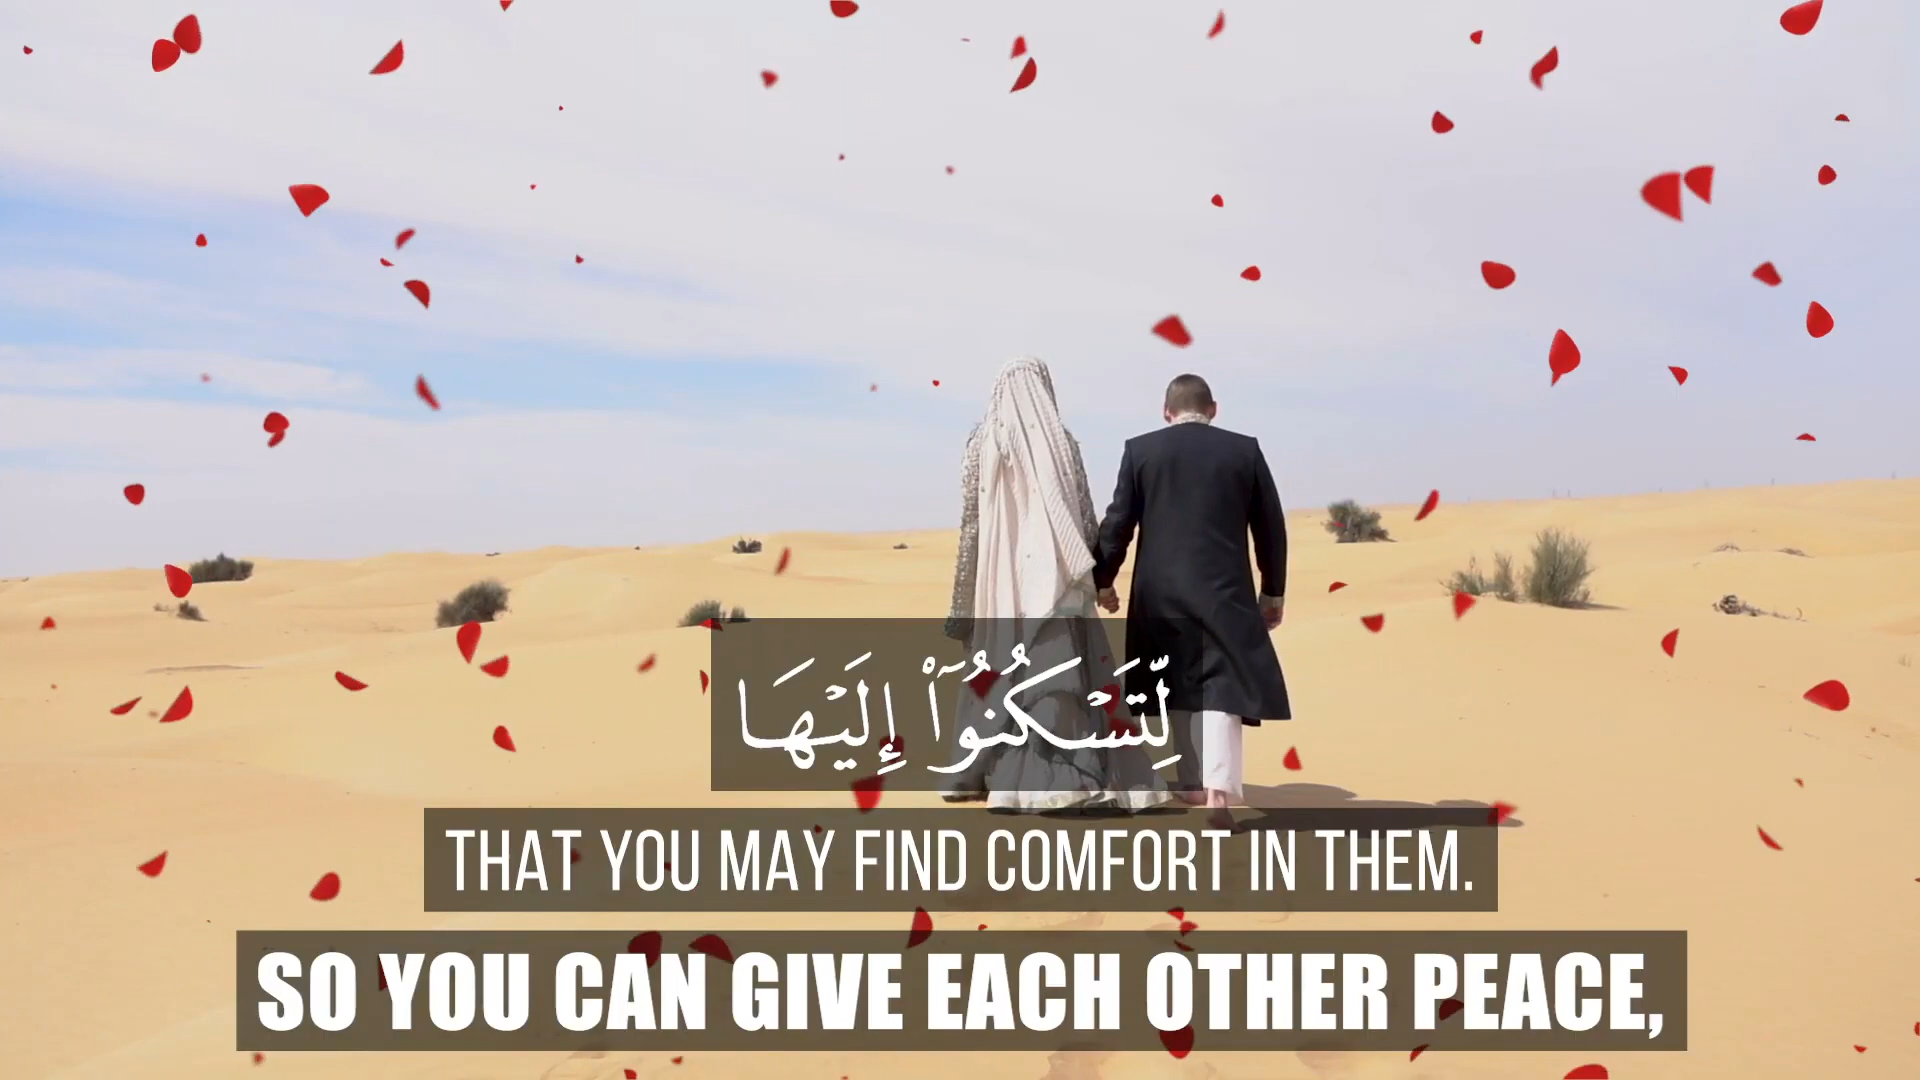 لِّتَسْكُنُوٓا۟ إِلَيْهَا
THAT YOU MAY FIND COMFORT IN THEM.
SO YOU CAN GIVE EACH OTHER PEACE,